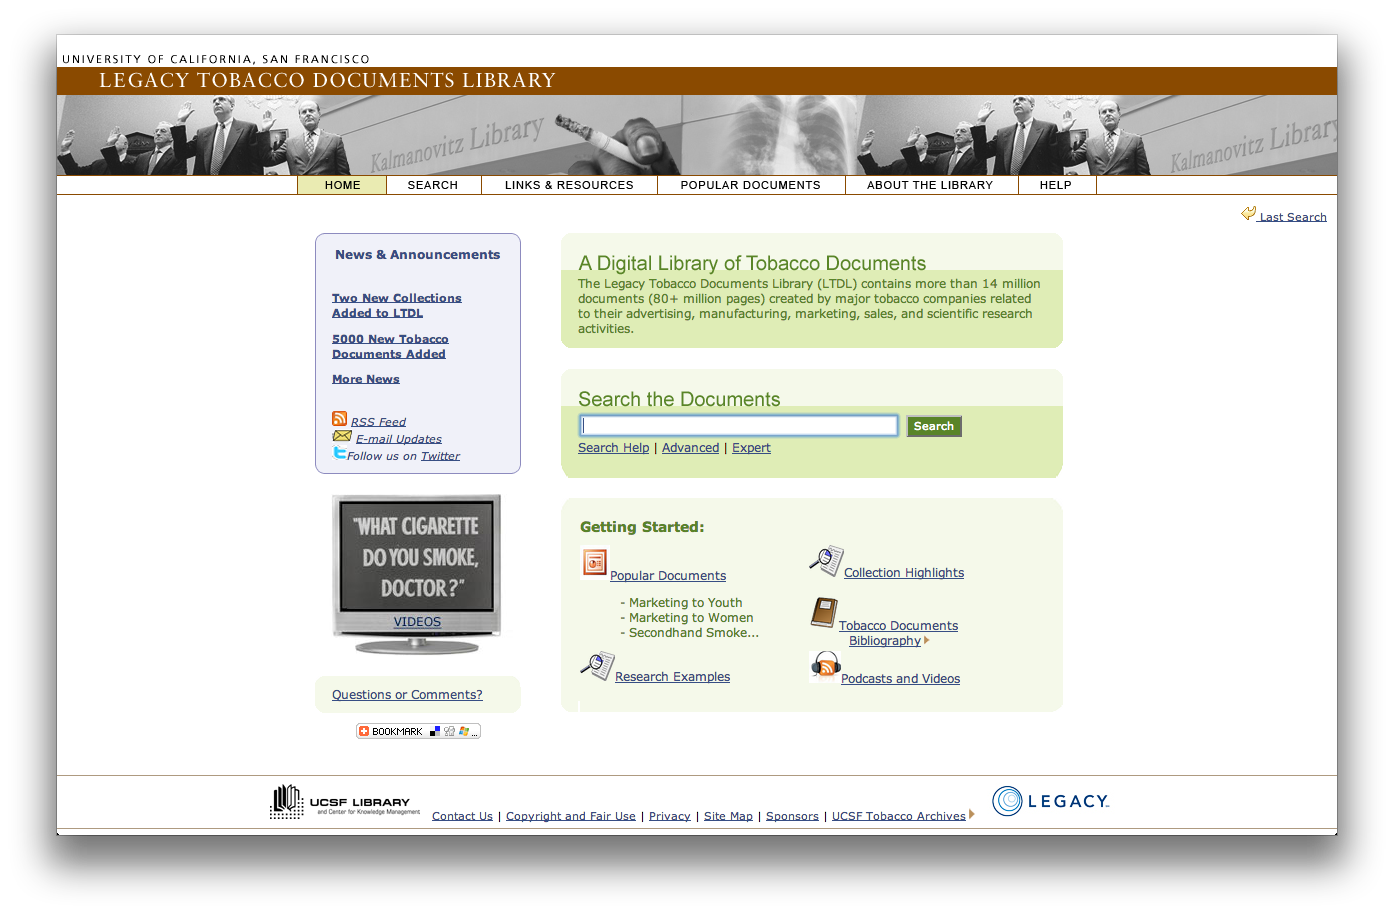 UNIVERSITY OF CALIFORNIA, SAN FRANCISCO
LEGACY TOBACCO DOCUMENTS LIBRARY
Kalmanovitz Library
Kalmanovitz Library
HOME
SEARCH
LINKS & RESOURCES
POPULAR DOCUMENTS
ABOUT THE LIBRARY
HELP
Last Search
News & Announcements
Two New Collections
Added to LTDL
5000 New Tobacco
Documents Added
More News
RSS Feed
E-mail Updates
Follow us on Twitter
"WHAT CIGARETTE
DO YOU SMOKE,
DOCTOR?"
VIDEOS
Questions or Comments?
BOOKMARK ...
A Digital Library of Tobacco Documents
The Legacy Tobacco Documents Library (LTDL) contains more than 14 million
documents (80+ million pages) created by major tobacco companies related
to their advertising, manufacturing, marketing, sales, and scientific research
activities.
Search the Documents
Search
Search Help | Advanced | Expert
Getting Started:
Popular Documents
- Marketing to Youth
- Marketing to Women
- Secondhand Smoke...
Research Examples
Collection Highlights
Tobacco Documents
Bibliography
Podcasts and Videos
UCSF LIBRARY
and Center for Knowledge Management
Contact Us | Copyright and Fair Use | Privacy | Site Map | Sponsors | UCSF Tobacco Archives
LEGACY